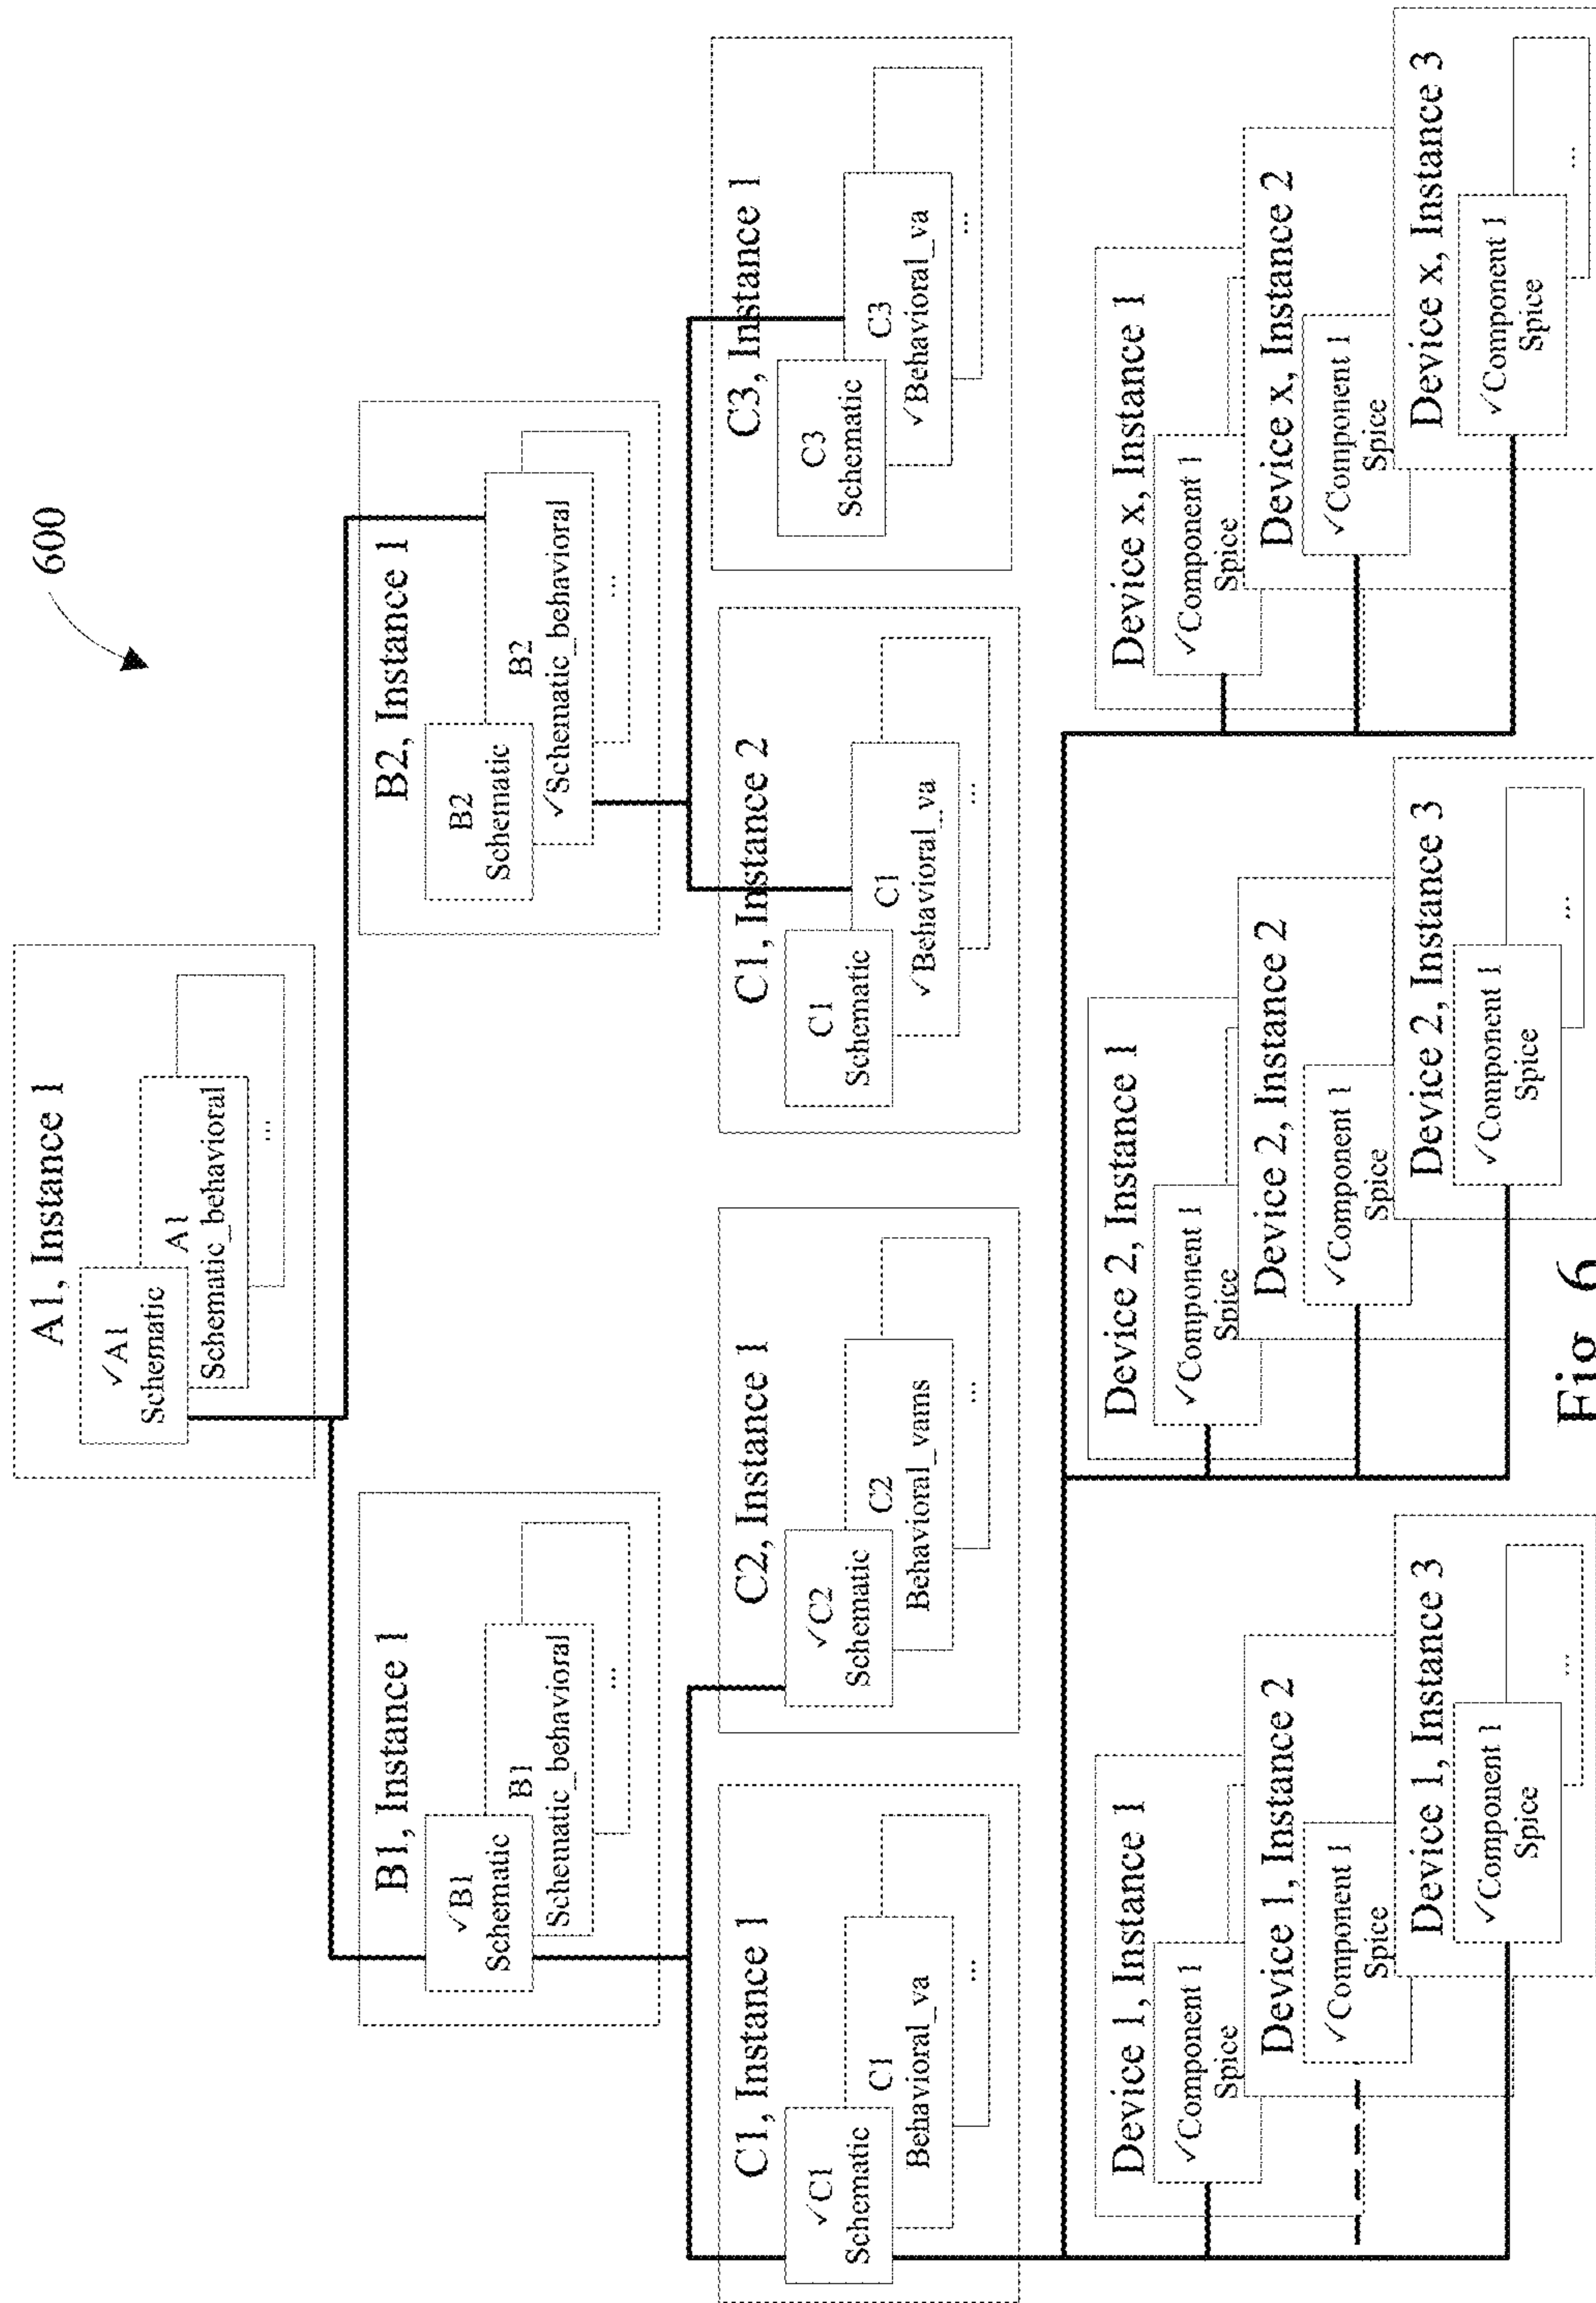 600
A1, Instance 1
✓A1
Schematic
A1
Schematic_behavioral
...
B1, Instance 1
✓B1
Schematic
B1
Schematic_behavioral
...
B2, Instance 1
B2
Schematic
B2
✓Schematic_behavioral
...
C1, Instance 1
✓C1
Schematic
C1
Behavioral_va
...
C2, Instance 1
✓C2
Schematic
C2
Behavioral_vams
...
C1, Instance 2
C1
Schematic
C1
✓Behavioral_va
...
C3, Instance 1
C3
Schematic
C3
✓Behavioral_va
...
Device 1, Instance 1
✓Component 1
Spice
Device 1, Instance 2
✓Component 1
Spice
Device 1, Instance 3
✓Component 1
Spice
...
Device 2, Instance 1
✓Component 1
Spice
Device 2, Instance 2
✓Component 1
Spice
Device 2, Instance 3
✓Component 1
Spice
...
Device x, Instance 1
✓Component 1
Spice
Device x, Instance 2
✓Component 1
Spice
Device x, Instance 3
✓Component 1
Spice
...
Fig. 6